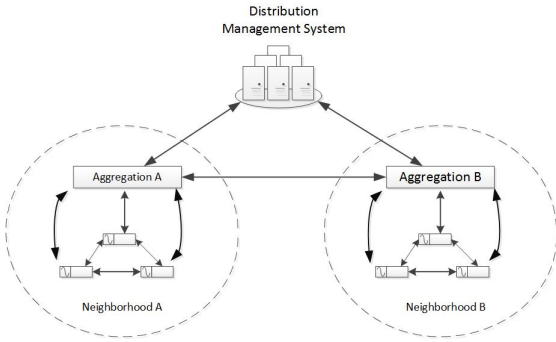 Distribution
Management System
Aggregation A
Aggregation B
Neighborhood A
Neighborhood B